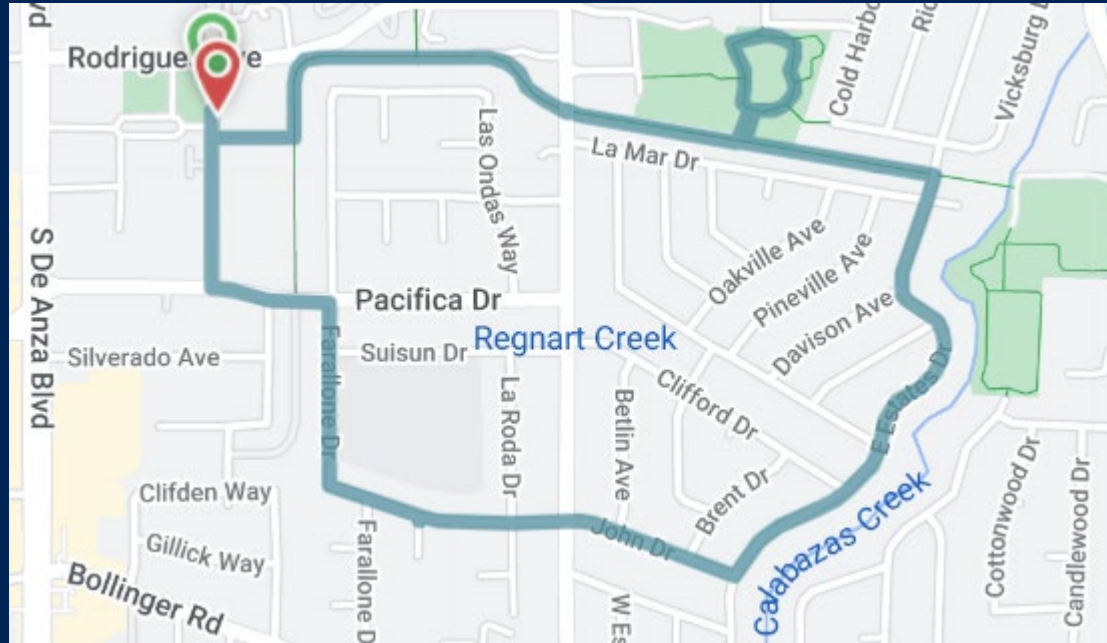 vd
Rodrigue ve
Las Ondas Way
Cold Harbo
Ric
Vicksburg
La Mar Dr
S De Anza Blvd
Oakville Ave
Pineville Ave
Pacifica Dr
Davison Ave
Regnart Creek
Silverado Ave
Farallone Dr
Suisun Dr
La Roda Dr
Betlin Ave
Clifford Dr
E Estates Dr
Brent Dr
Clifden Way
Gillick Way
Farallone D
John Dr
Calabazas Creek
Cottonwood Dr
Candlewood Dr
Bollinger Rd
W Es